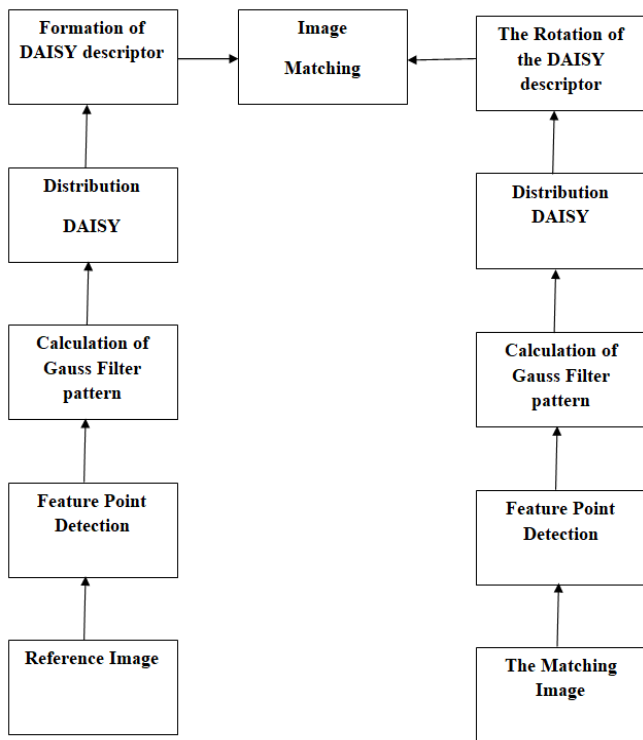 Formation of
DAISY descriptor
Image
Matching
The Rotation of
the DAISY
descriptor
Distribution
DAISY
Distribution
DAISY
Calculation of
Gauss Filter
pattern
Calculation of
Gauss Filter
pattern
Feature Point
Detection
Feature Point
Detection
Reference Image
The Matching
Image